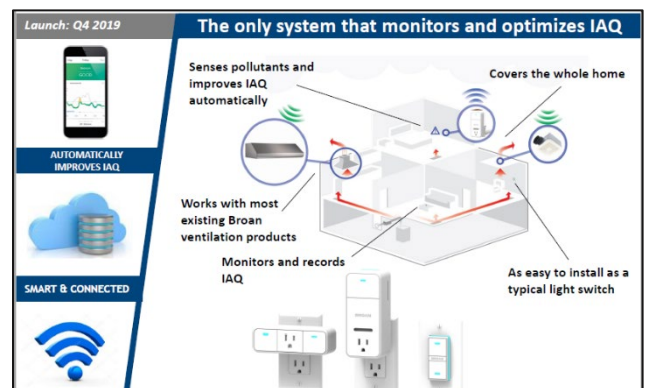 Launch: Q4 2019
The only system that monitors and optimizes IAQ
Senses pollutants and
improves IAQ
automatically
Covers the whole home
AUTOMATICALLY
IMPROVES IAQ
Works with most
existing Broan
ventilation products
Monitors and records
IAQ
As easy to install as a
typical light switch
SMART & CONNECTED